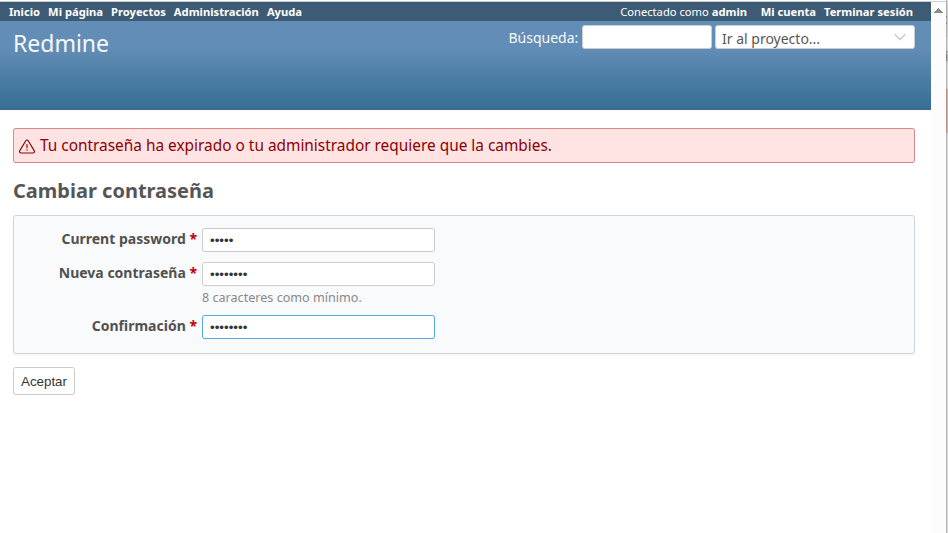 Inicio Mi página Proyectos Administración Ayuda Conectado como admin Mi cuenta Terminar sesión
Redmine
Búsqueda: Ir al proyecto...
Tu contraseña ha expirado o tu administrador requiere que la cambies.
Cambiar contraseña
Current password * •••••
Nueva contraseña * ••••••••
8 caracteres como mínimo.
Confirmación * ••••••••
Aceptar